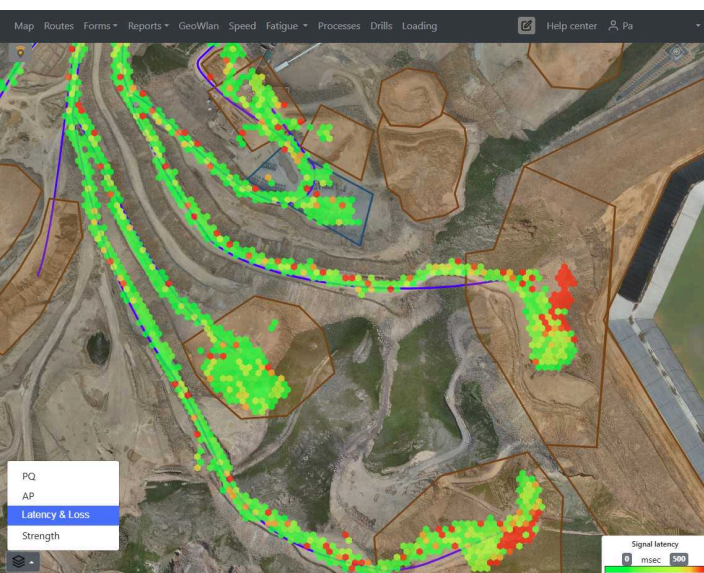 Map Routes Forms Reports GeoWlan Speed Fatigue Processes Drills Loading Help center Pa
PQ
AP
Latency & Loss
Strength
Signal latency
0 msec 500